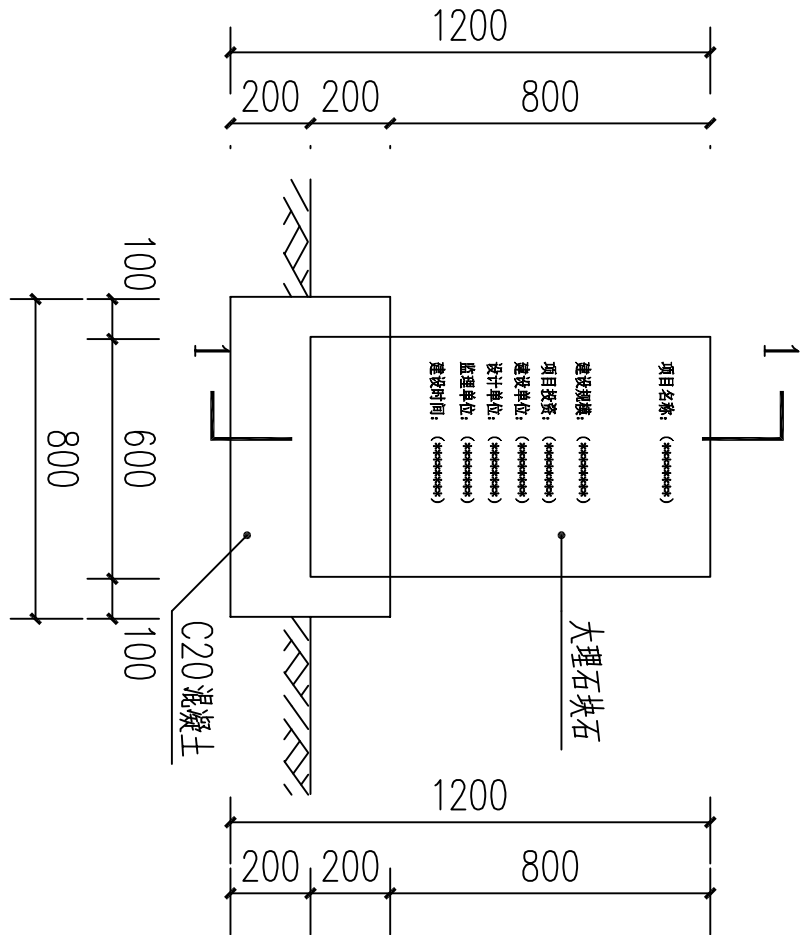 1200
200 200 800
1 1
项目名称:(********)
建设规模:(*********)
项目投资:(*********)
建设单位:(*********)
设计单位:(*********)
监理单位:(*********)
建设时间:(*********)
大理石块石
C20混凝土
100
600
100
800
1200
200 200 800